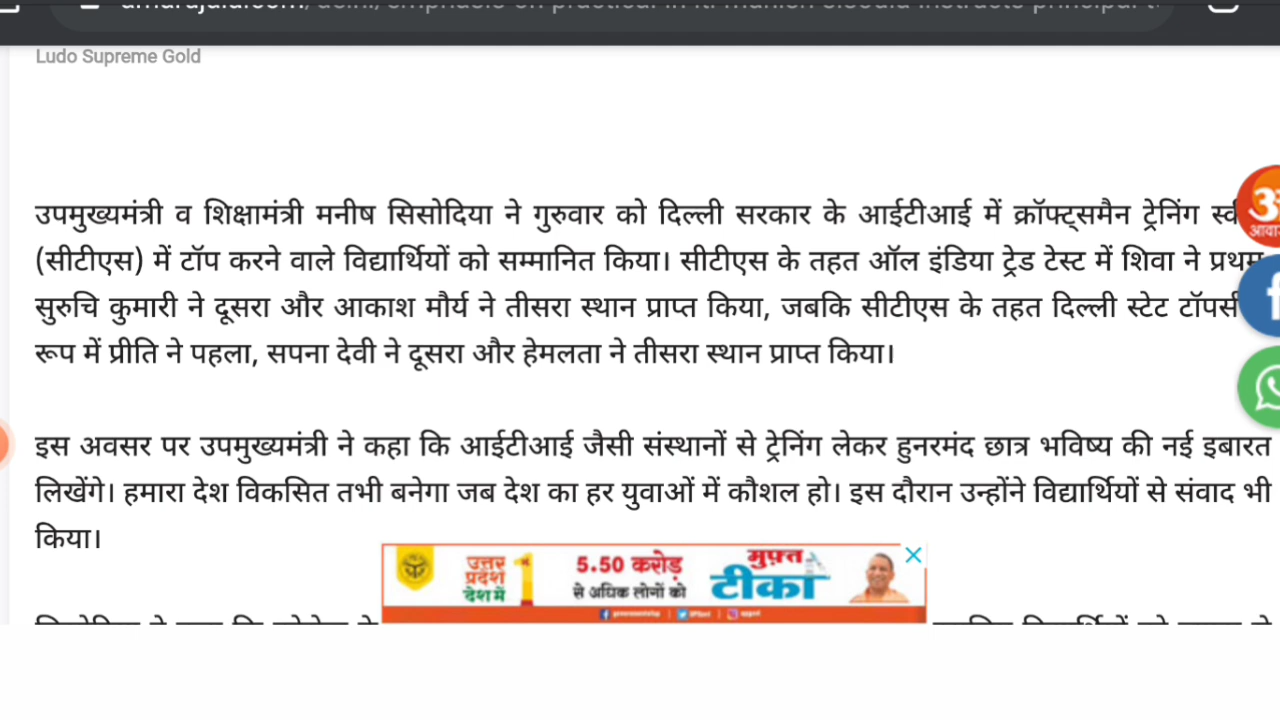 Ludo Supreme Gold
उपमुख्यमंत्री व शिक्षामंत्री मनीष सिसोदिया ने गुरुवार को दिल्ली सरकार के आईटीआई में क्रॉफ्ट्समैन ट्रेनिंग
(सीटीएस) में टॉप करने वाले विद्यार्थियों को सम्मानित किया। सीटीएस के तहत ऑल इंडिया ट्रेड टेस्ट में शिवा ने प्रथम,
सुरुचि कुमारी ने दूसरा और आकाश मौर्य ने तीसरा स्थान प्राप्त किया, जबकि सीटीएस के तहत दिल्ली स्टेट टॉपर्स
रूप में प्रीति ने पहला, सपना देवी ने दूसरा और हेमलता ने तीसरा स्थान प्राप्त किया।
इस अवसर पर उपमुख्यमंत्री ने कहा कि आईटीआई जैसी संस्थानों से ट्रेनिंग लेकर हुनरमंद छात्र भविष्य की नई इबारत
लिखेंगे। हमारा देश विकसित तभी बनेगा जब देश का हर युवाओं में कौशल हो। इस दौरान उन्होंने विद्यार्थियों से संवाद भी
किया।
उत्तर प्रदेश देश में 1
5.50 करोड़ से अधिक लोगों को
मुफ़्त टीका